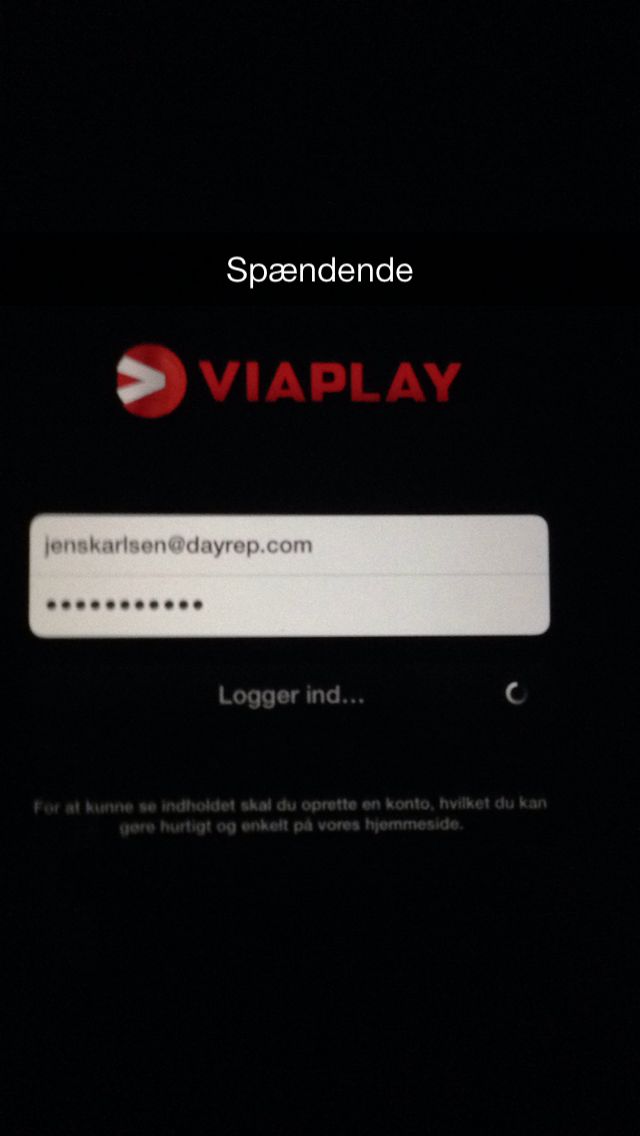 Spændende
VIAPLAY
jenskarlsen@dayrep.com
•••••••••••
Logger ind...
For at kunne se indholdet skal du oprette en konto, hvilket du kan
gøre hurtigt og enkelt på vores hjemmeside.